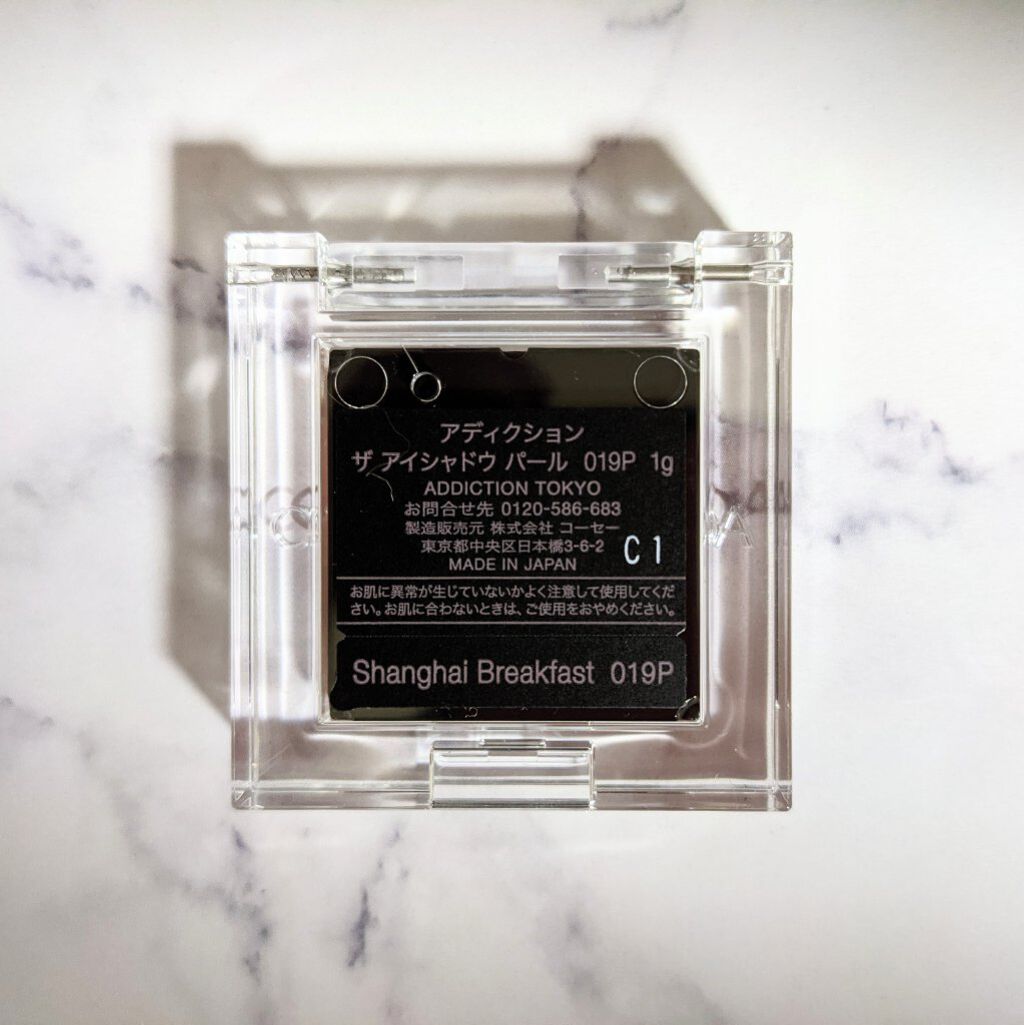 アディクション
ザ アイシャドウ パール 019P 1g
ADDICTION TOKYO
お問合せ先 0120-586-683
製造販売元 株式会社 コーセー
東京都中央区日本橋3-6-2
C1
MADE IN JAPAN
お肌に異常が生じていないかよく注意して使用してくだ
さい。お肌に合わないときは、ご使用をおやめください。
Shanghai Breakfast 019P